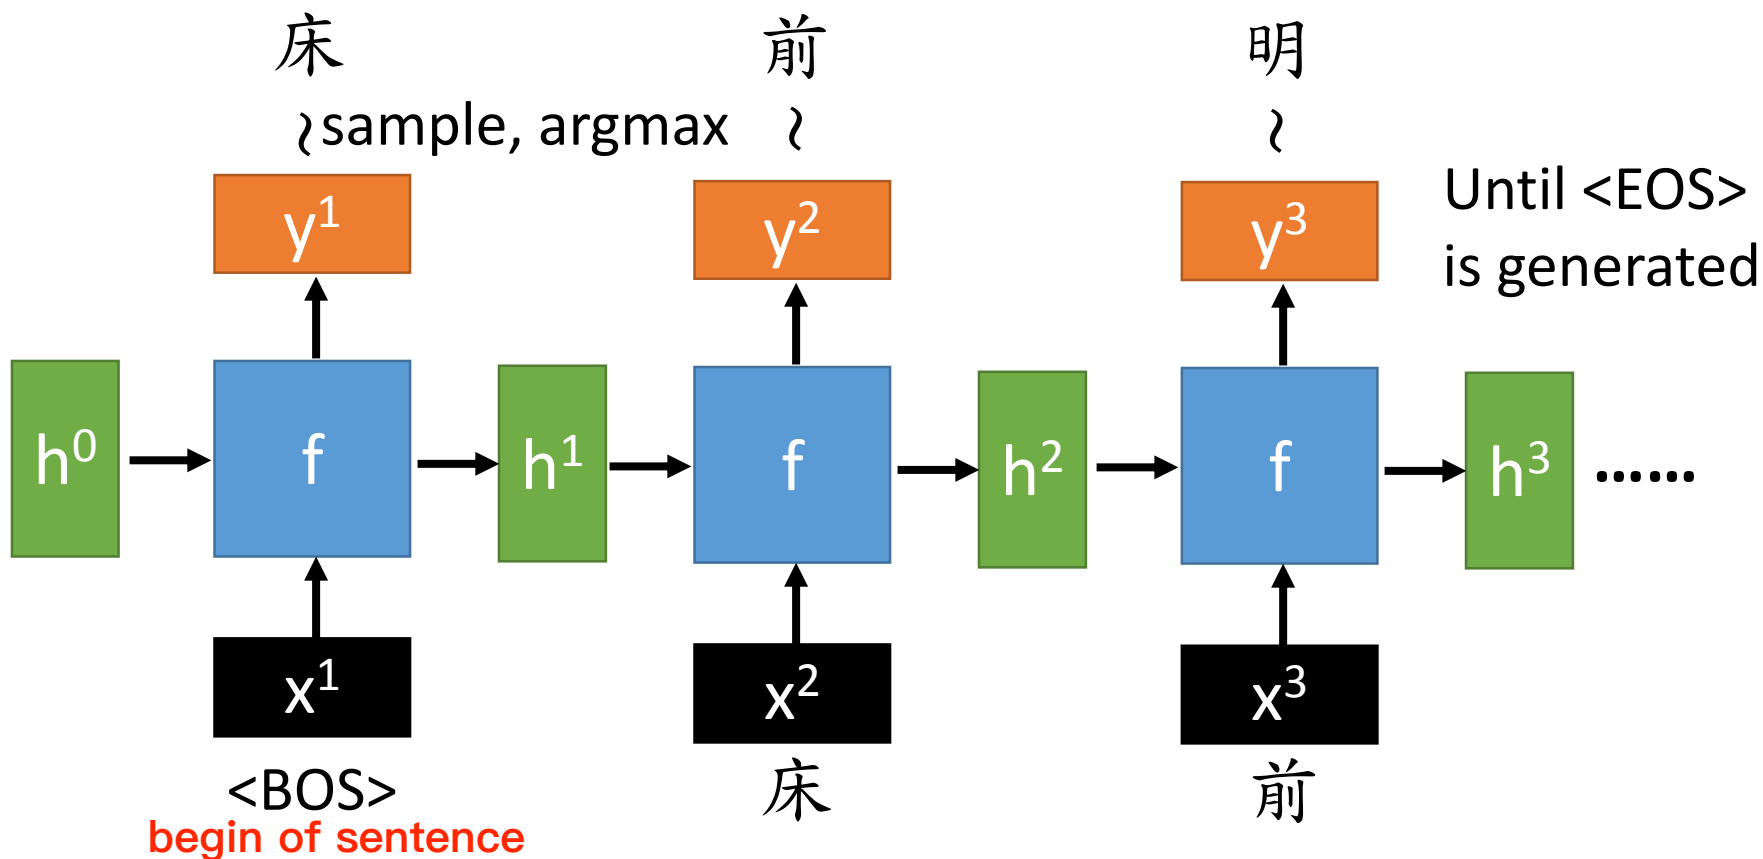 床 前 明
~sample, argmax ~ ~
y¹ y² y³
Until <EOS>
is generated
h⁰ f h¹ f h² f h³ ……
x¹ x² x³
<BOS> 床 前
begin of sentence